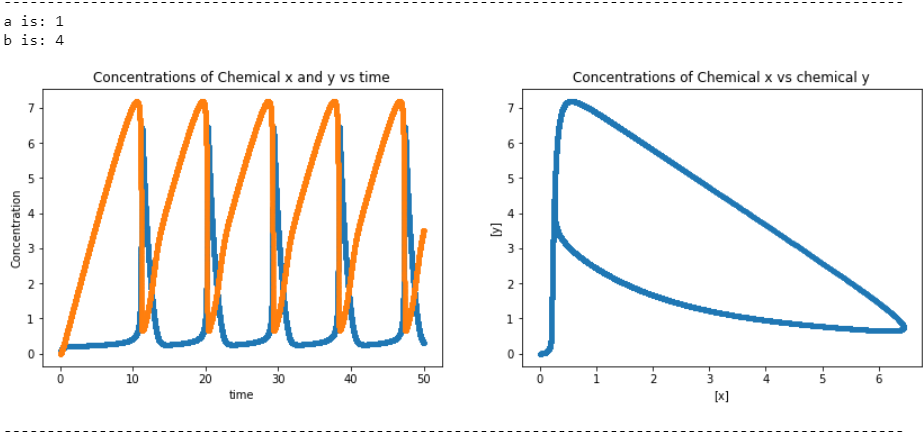 a is: 1
b is: 4
Concentrations of Chemical x and y vs time
Concentration
7
6
5
4
3
2
1
0
0 10 20 30 40 50
time
Concentrations of Chemical x vs chemical y
[y]
7
6
5
4
3
2
1
0
0 1 2 3 4 5 6
[x]